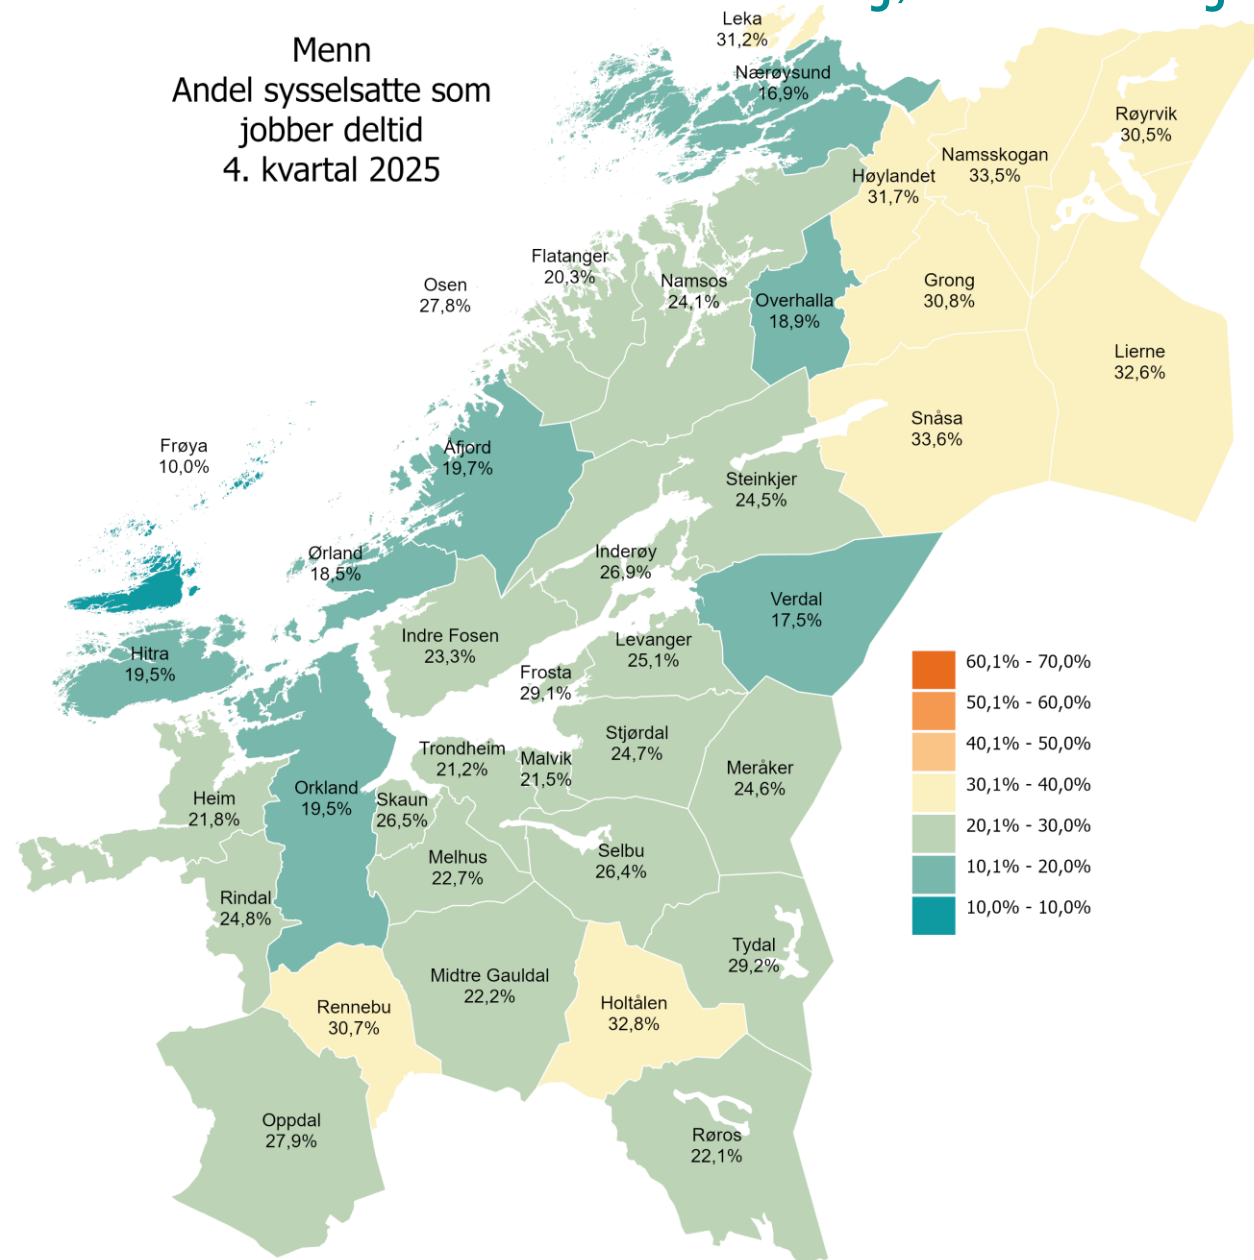 Menn
Andel sysselsatte som
jobber deltid
4. kvartal 2025
Leka
31,2%
Nærøysund
16,9%
Røyrvik
30,5%
Namsskogan
33,5%
Høylandet
31,7%
Flatanger
20,3%
Osen
27,8%
Namsos
24,1%
Overhalla
18,9%
Grong
30,8%
Lierne
32,6%
Snåsa
33,6%
Frøya
10,0%
Åfjord
19,7%
Steinkjer
24,5%
Ørland
18,5%
Inderøy
26,9%
Verdal
17,5%
Hitra
19,5%
Indre Fosen
23,3%
Levanger
25,1%
Frosta
29,1%
Stjørdal
24,7%
Trondheim
21,2%
Malvik
21,5%
Meråker
24,6%
Orkland
19,5%
Skaun
26,5%
Heim
21,8%
Melhus
22,7%
Selbu
26,4%
Rindal
24,8%
Tydal
29,2%
Midtre Gauldal
22,2%
Holtålen
32,8%
Rennebu
30,7%
Oppdal
27,9%
Røros
22,1%
60,1% - 70,0%
50,1% - 60,0%
40,1% - 50,0%
30,1% - 40,0%
20,1% - 30,0%
10,1% - 20,0%
10,0% - 10,0%